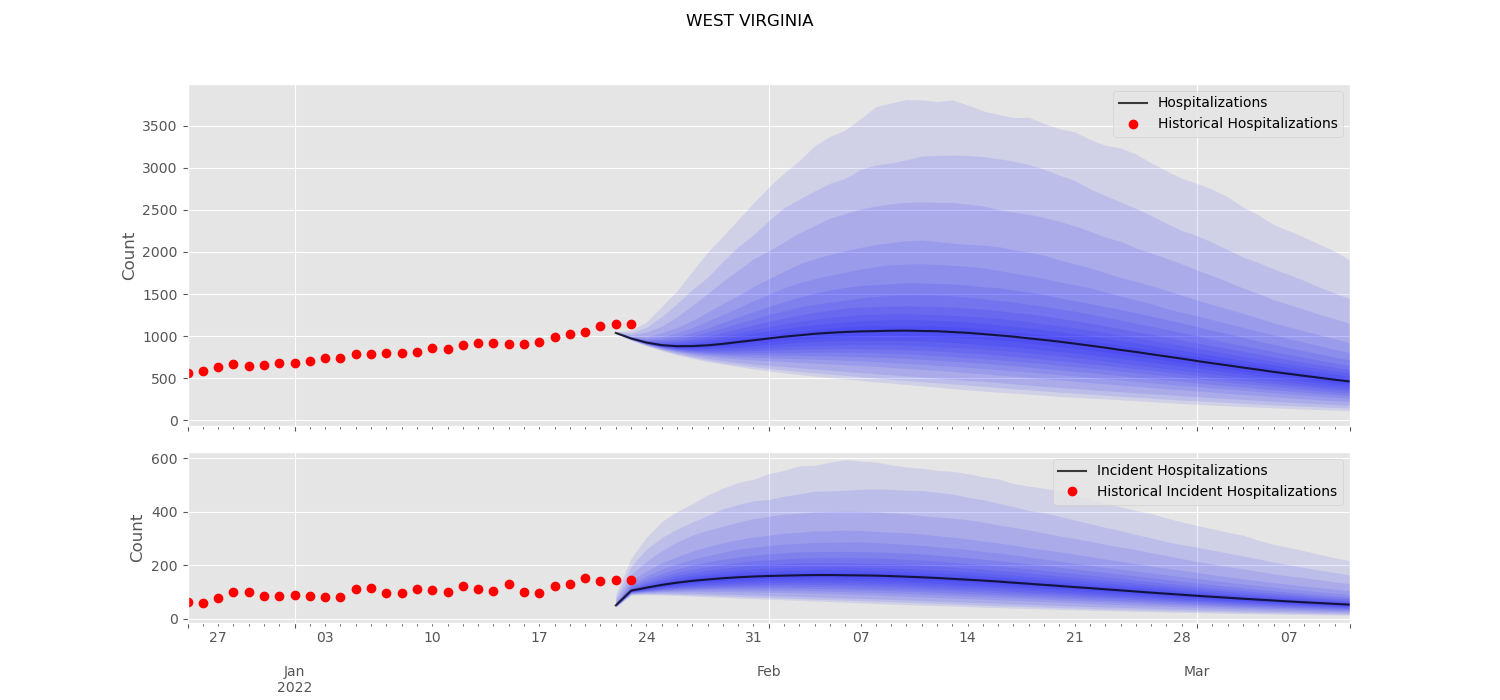 WEST VIRGINIA
Hospitalizations
Historical Hospitalizations
Count
3500
3000
2500
2000
1500
1000
500
0
Incident Hospitalizations
Historical Incident Hospitalizations
Count
600
400
200
0
27 03 10 17 24 31 07 14 21 28 07
Jan Feb Mar
2022